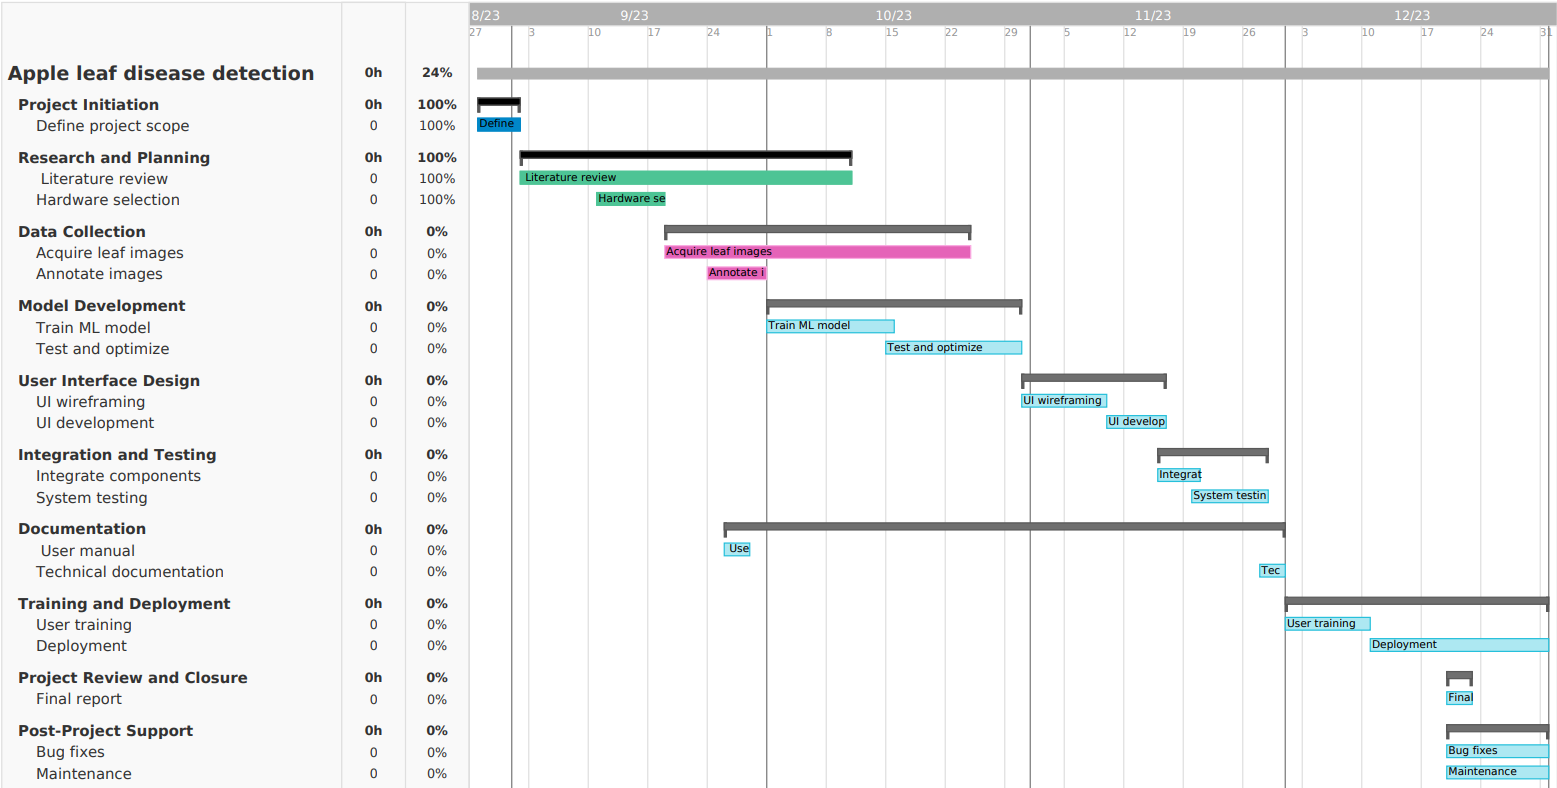 8/23 9/23 10/23 11/23 12/23
27 3 10 17 24 1 8 15 22 29 5 12 19 26 3 10 17 24 31
Apple leaf disease detection 0h 24%
Project Initiation 0h 100%
Define project scope 0 100% Define
Research and Planning 0h 100%
Literature review 0 100% Literature review
Hardware selection 0 100% Hardware se
Data Collection 0h 0%
Acquire leaf images 0 0% Acquire leaf images
Annotate images 0 0% Annotate i
Model Development 0h 0%
Train ML model 0 0% Train ML model
Test and optimize 0 0% Test and optimize
User Interface Design 0h 0%
UI wireframing 0 0% UI wireframing
UI development 0 0% UI develop
Integration and Testing 0h 0%
Integrate components 0 0% Integrat
System testing 0 0% System testin
Documentation 0h 0%
User manual 0 0% Use
Technical documentation 0 0% Tec
Training and Deployment 0h 0%
User training 0 0% User training
Deployment 0 0% Deployment
Project Review and Closure 0h 0%
Final report 0 0% Final
Post-Project Support 0h 0%
Bug fixes 0 0% Bug fixes
Maintenance 0 0% Maintenance